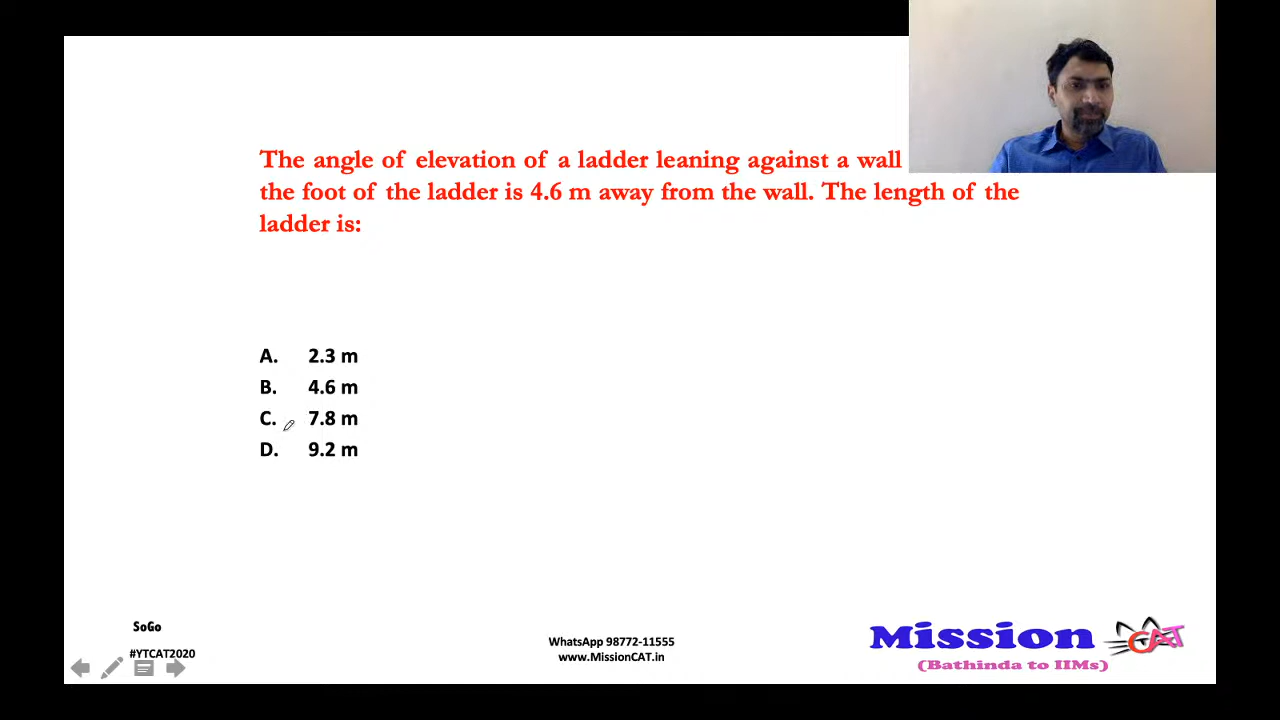 The angle of elevation of a ladder leaning against a wall
the foot of the ladder is 4.6 m away from the wall. The length of the
ladder is:
A. 2.3 m
B. 4.6 m
C. 7.8 m
D. 9.2 m
SoGo
#YTCAT2020
WhatsApp 98772-11555
www.MissionCAT.in
Mission CAT
(Bathinda to IIMs)